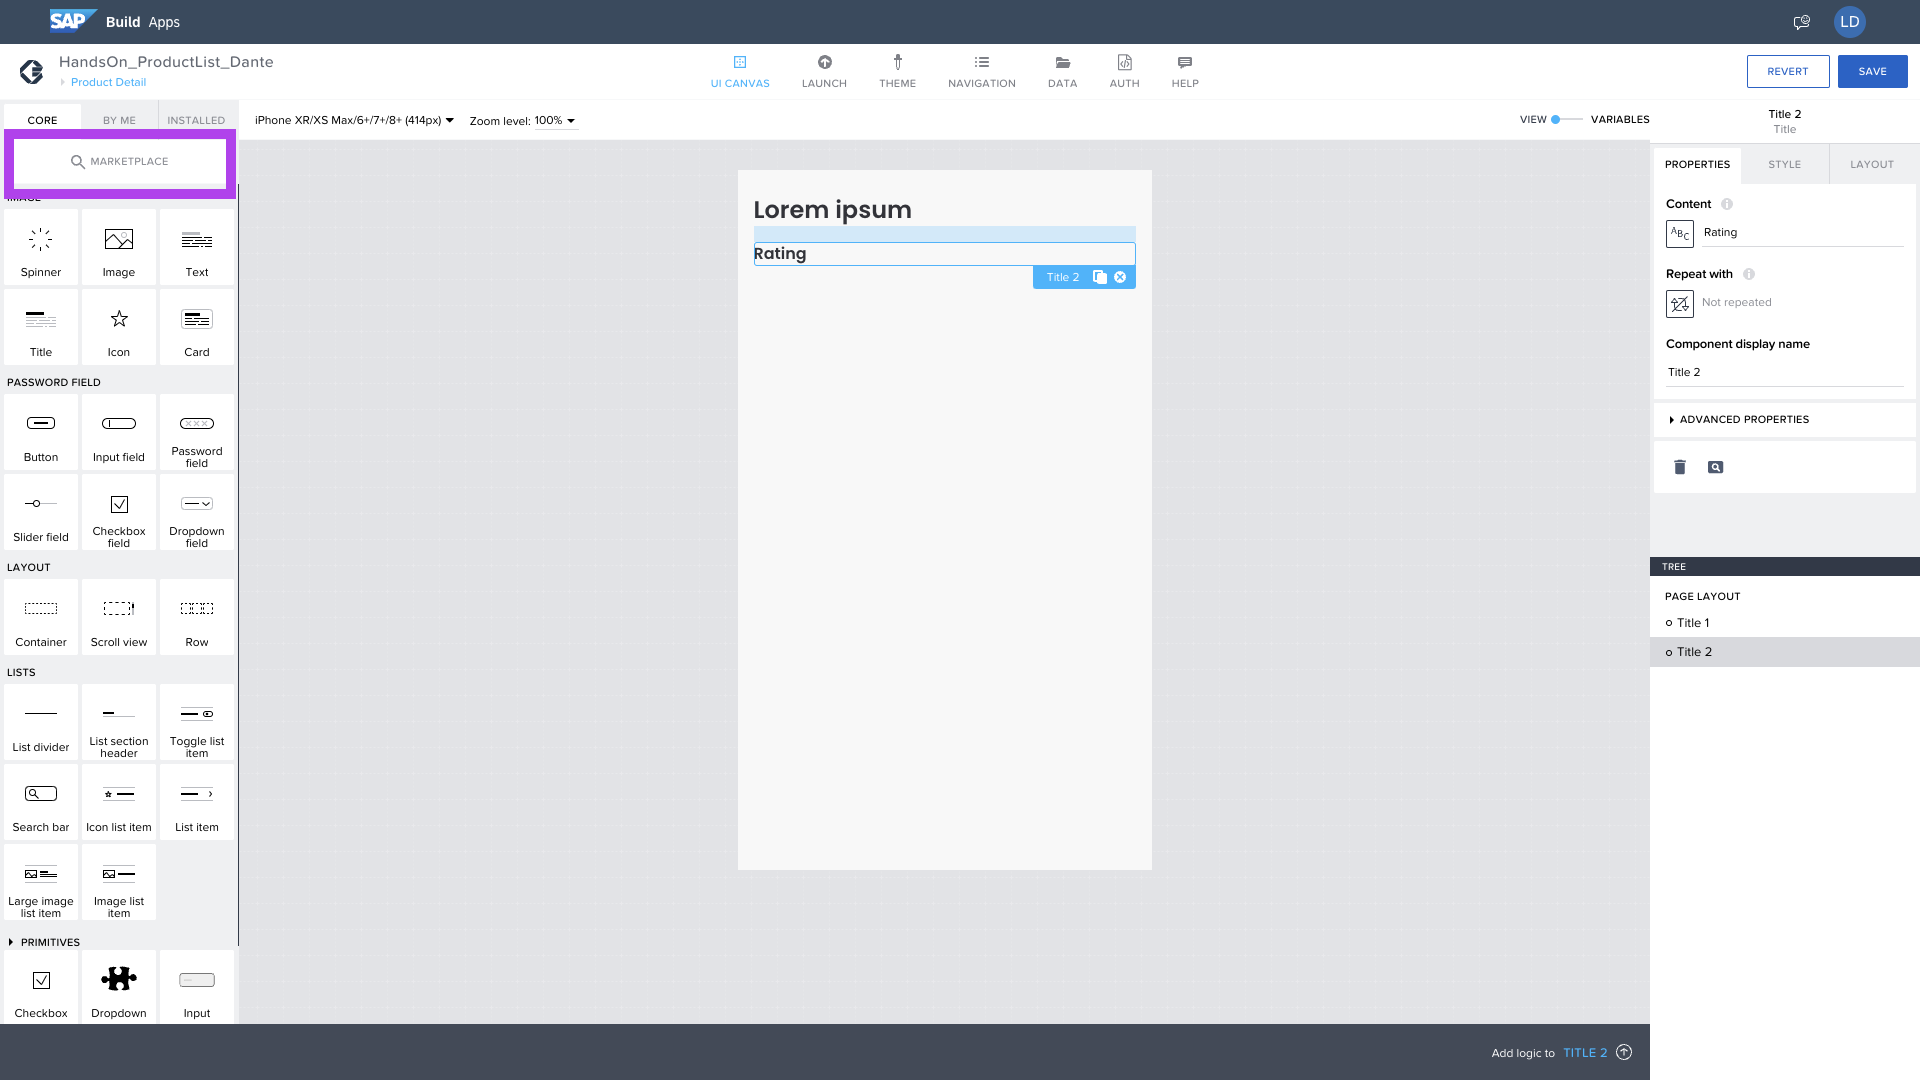 SAP Build Apps
LD
HandsOn_ProductList_Dante
Product Detail
UI CANVAS
LAUNCH
THEME
NAVIGATION
DATA
AUTH
HELP
REVERT
SAVE
CORE
BY ME
INSTALLED
iPhone XR/XS Max/6+/7+/8+ (414px)
Zoom level: 100%
VIEW
VARIABLES
Title 2
Title
MARKETPLACE
IMAGE
Spinner
Image
Text
Title
Icon
Card
PASSWORD FIELD
Button
Input field
Password
field
Slider field
Checkbox
field
Dropdown
field
LAYOUT
Container
Scroll view
Row
LISTS
List divider
List section
header
Toggle list
item
Search bar
Icon list item
List item
Large image
list item
Image list
item
PRIMITIVES
Checkbox
Dropdown
Input
Lorem ipsum
Rating
Title 2
PROPERTIES
STYLE
LAYOUT
Content
ABC
Rating
Repeat with
Not repeated
Component display name
Title 2
ADVANCED PROPERTIES
TREE
PAGE LAYOUT
Title 1
Title 2
Add logic to TITLE 2